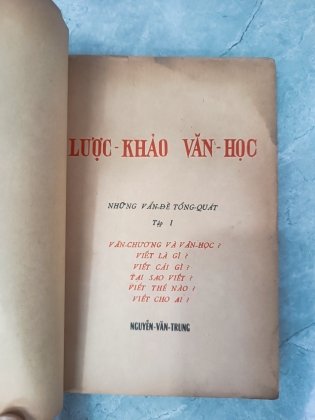 LƯỢC-KHẢO VĂN-HỌC
NHỮNG VẤN-ĐỀ TỔNG-QUÁT
Tập I
VĂN-CHƯƠNG VÀ VĂN-HỌC ?
VIẾT LÀ GÌ ?
VIẾT CÁI GÌ ?
TẠI SAO VIẾT ?
VIẾT THẾ NÀO ?
VIẾT CHO AI ?
NGUYỄN-VĂN-TRUNG